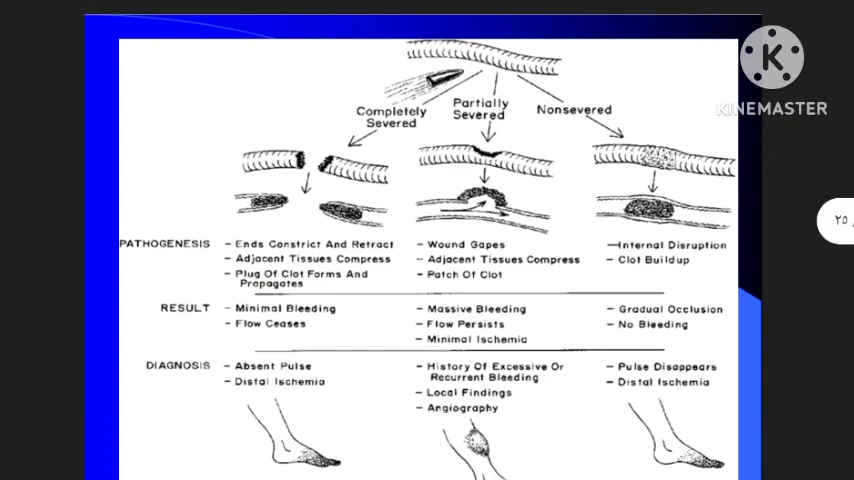 K
KINEMASTER
Completely
Severed
Partially
Severed
Nonsevered
٢٥ /
PATHOGENESIS
- Ends Constrict And Retract
- Adjacent Tissues Compress
- Plug Of Clot Forms And
Propagates
- Wound Gapes
- Adjacent Tissues Compress
- Patch Of Clot
- Internal Disruption
- Clot Buildup
RESULT
- Minimal Bleeding
- Flow Ceases
- Massive Bleeding
- Flow Persists
- Minimal Ischemia
- Gradual Occlusion
- No Bleeding
DIAGNOSIS
- Absent Pulse
- Distal Ischemia
- History Of Excessive Or
Recurrent Bleeding
- Local Findings
- Angiography
- Pulse Disappears
- Distal Ischemia